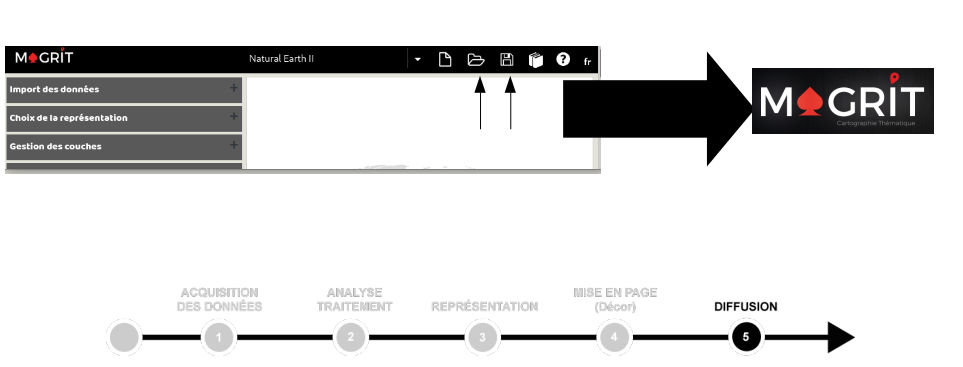 MAGRIT
Natural Earth II
? fr
Import des données +
Choix de la représentation +
Gestion des couches +
MAGRIT
Cartographie Thématique
ACQUISITION
DES DONNÉES
ANALYSE
TRAITEMENT
REPRÉSENTATION
MISE EN PAGE
(Décor)
DIFFUSION
1
2
3
4
5